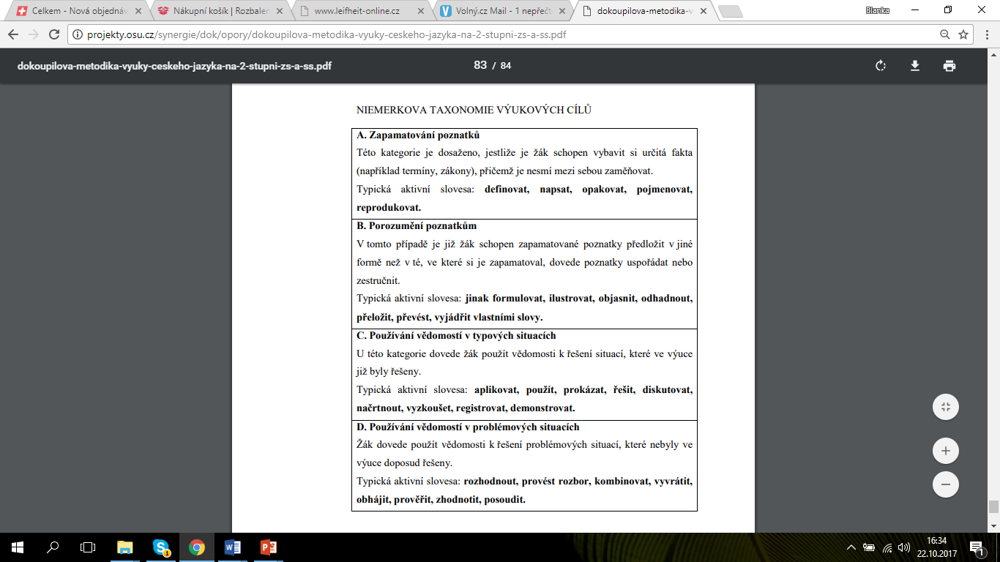 Celkem - Nová objednáv
Nákupní košík | Rozbaler
www.leifheit-online.cz
Volný.cz Mail - 1 nepřečt
dokoupilova-metodika-v
Blanka
projekty.osu.cz/synergie/dok/opory/dokoupilova-metodika-vyuky-ceskeho-jazyka-na-2-stupni-zs-a-ss.pdf
dokoupilova-metodika-vyuky-ceskeho-jazyka-na-2-stupni-zs-a-ss.pdf
83 / 84
NIEMERKOVA TAXONOMIE VÝUKOVÝCH CÍLŮ
A. Zapamatování poznatků
Této kategorie je dosaženo, jestliže je žák schopen vybavit si určitá fakta
(například termíny, zákony), přičemž je nesmí mezi sebou zaměňovat.
Typická aktivní slovesa: definovat, napsat, opakovat, pojmenovat,
reprodukovat.
B. Porozumění poznatkům
V tomto případě je již žák schopen zapamatované poznatky předložit v jiné
formě než v té, ve které si je zapamatoval, dovede poznatky uspořádat nebo
zestručnit.
Typická aktivní slovesa: jinak formulovat, ilustrovat, objasnit, odhadnout,
přeložit, převést, vyjádřit vlastními slovy.
C. Používání vědomostí v typových situacích
U této kategorie dovede žák použít vědomosti k řešení situací, které ve výuce
již byly řešeny.
Typická aktivní slovesa: aplikovat, použít, prokázat, řešit, diskutovat,
načrtnout, vyzkoušet, registrovat, demonstrovat.
D. Používání vědomostí v problémových situacích
Žák dovede použít vědomosti k řešení problémových situací, které nebyly ve
výuce doposud řešeny.
Typická aktivní slovesa: rozhodnout, provést rozbor, kombinovat, vyvrátit,
obhájit, prověřit, zhodnotit, posoudit.
16:34
22.10.2017